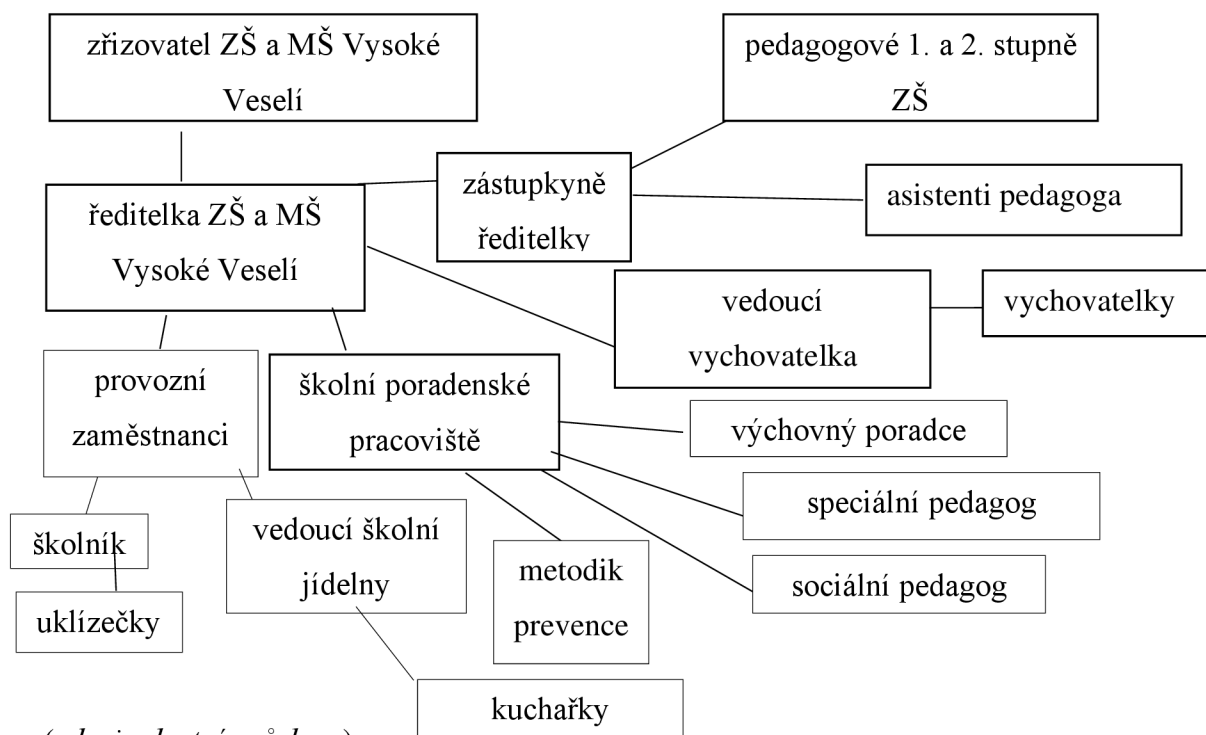 zřizovatel ZŠ a MŠ Vysoké
Veselí
pedagogové 1. a 2. stupně
ZŠ
zástupkyně
ředitelky
asistenti pedagoga
ředitelka ZŠ a MŠ
Vysoké Veselí
vedoucí
vychovatelka
vychovatelky
provozní
zaměstnanci
školní poradenské
pracoviště
výchovný poradce
speciální pedagog
školník
vedoucí školní
jídelny
metodik
prevence
sociální pedagog
uklízečky
kuchařky